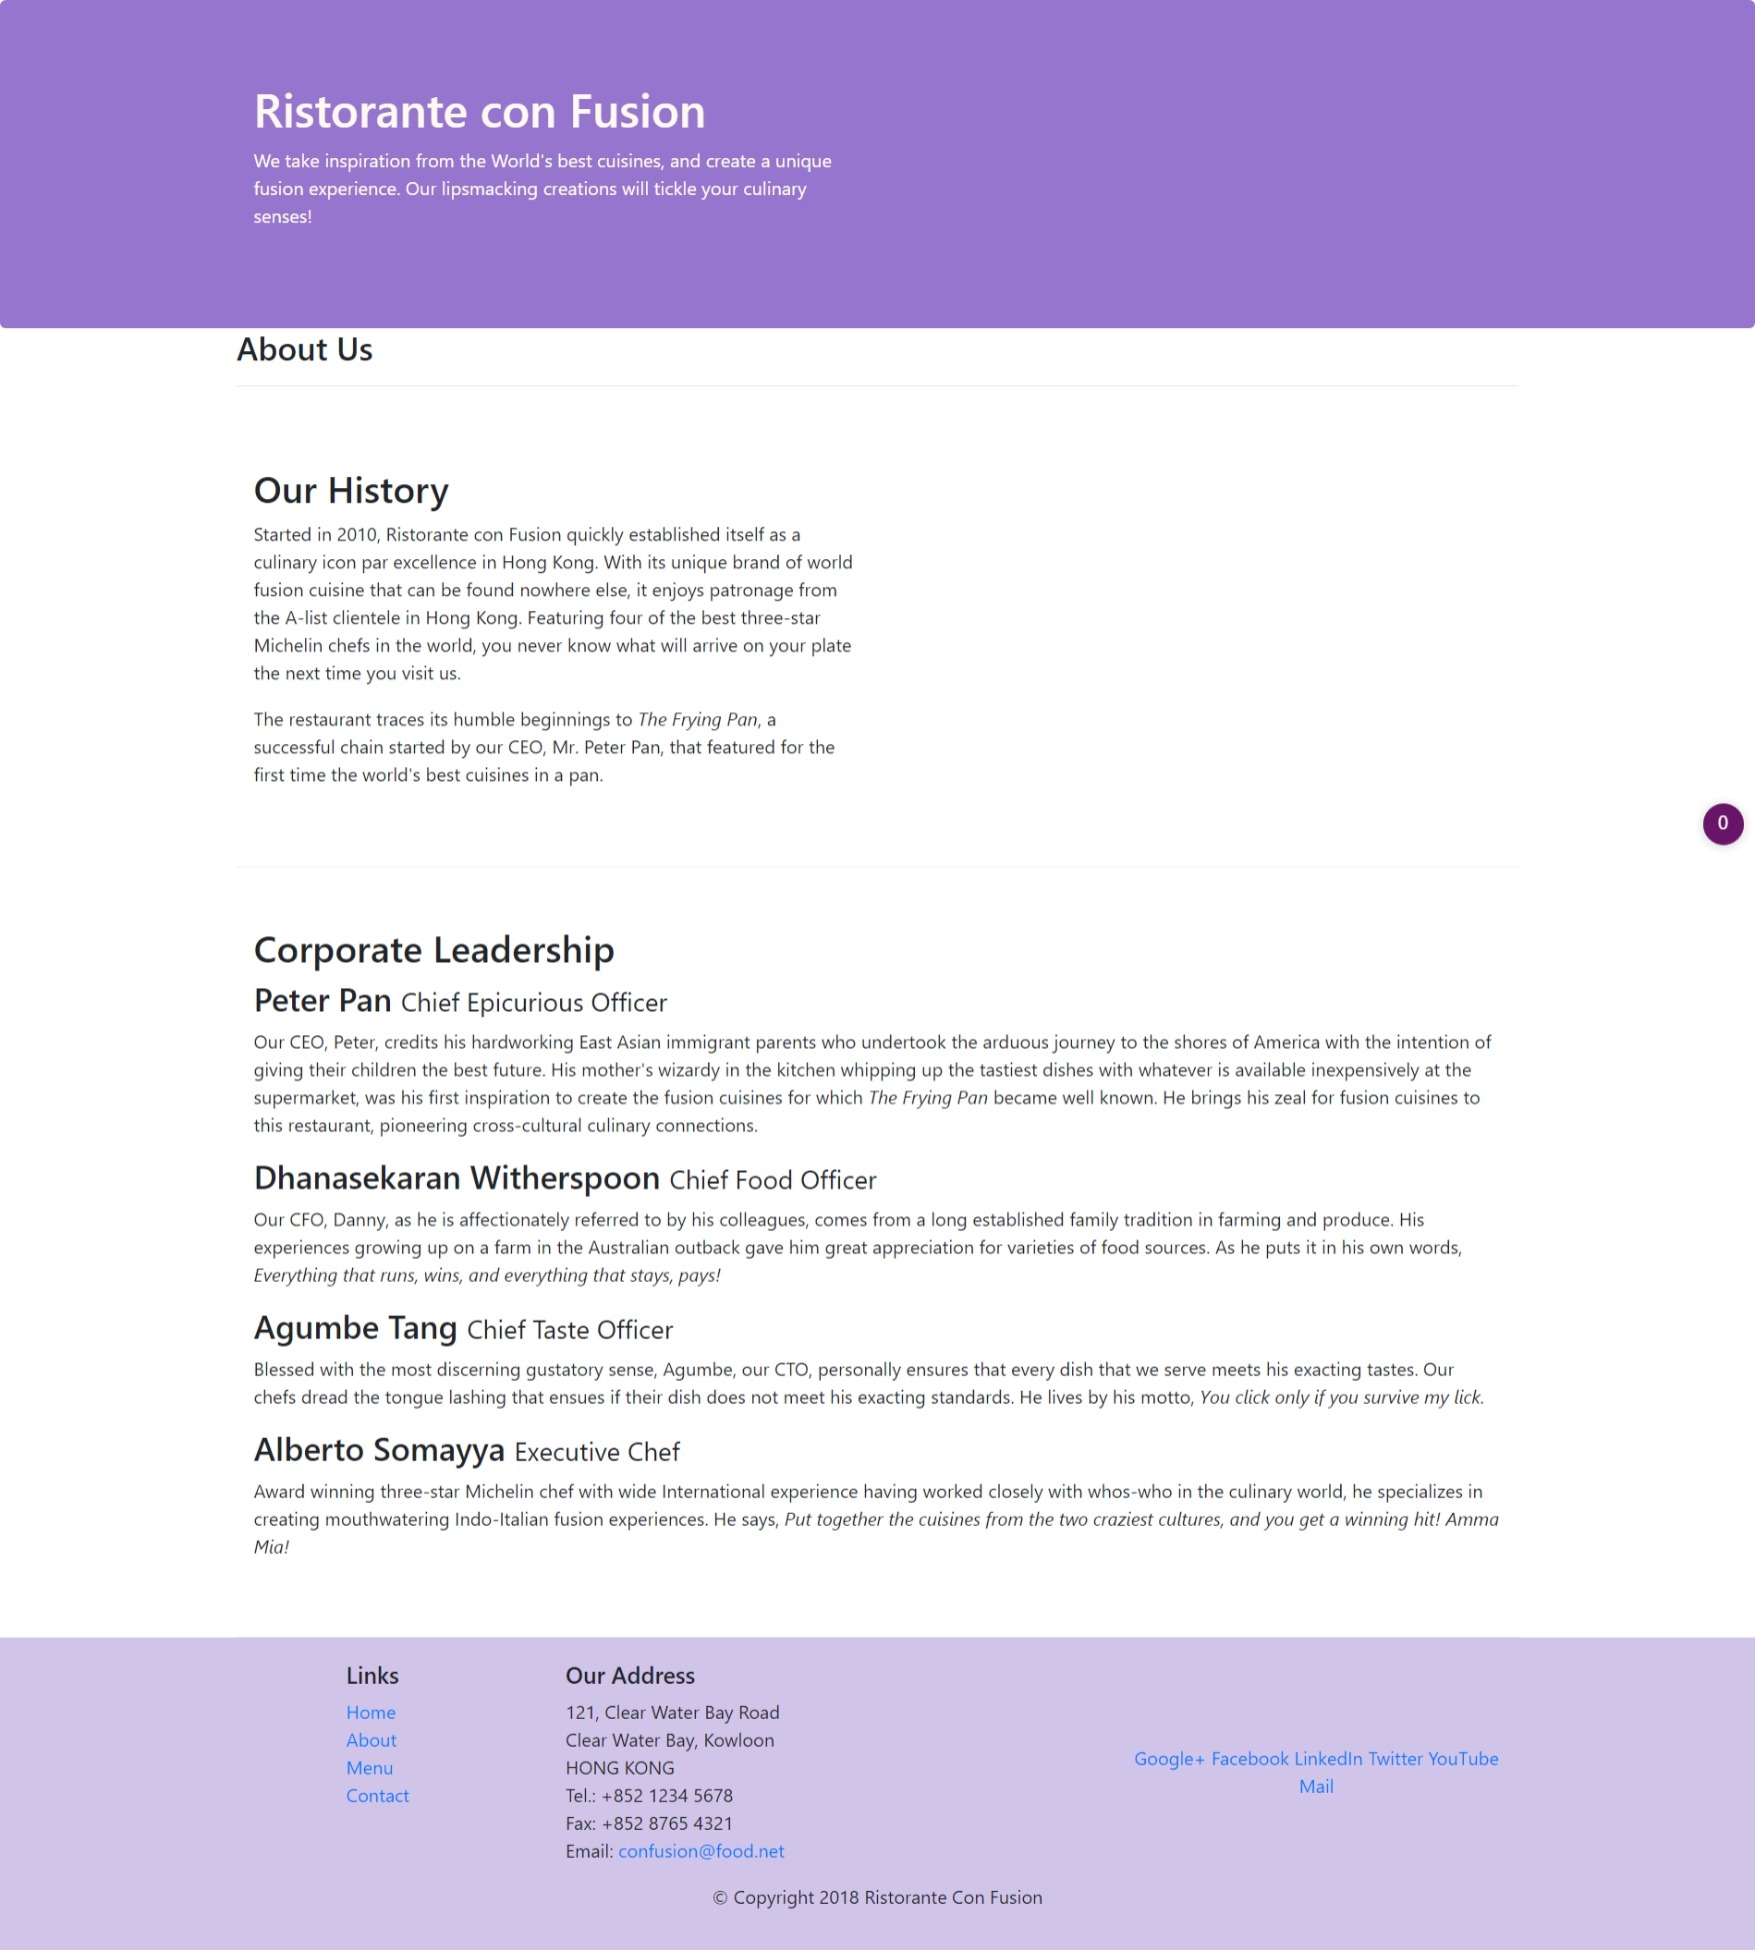 Ristorante con Fusion
We take inspiration from the World's best cuisines, and create a unique
fusion experience. Our lipsmacking creations will tickle your culinary
senses!
About Us
Our History
Started in 2010, Ristorante con Fusion quickly established itself as a
culinary icon par excellence in Hong Kong. With its unique brand of world
fusion cuisine that can be found nowhere else, it enjoys patronage from
the A-list clientele in Hong Kong. Featuring four of the best three-star
Michelin chefs in the world, you never know what will arrive on your plate
the next time you visit us.
The restaurant traces its humble beginnings to The Frying Pan, a
successful chain started by our CEO, Mr. Peter Pan, that featured for the
first time the world's best cuisines in a pan.
0
Corporate Leadership
Peter Pan Chief Epicurious Officer
Our CEO, Peter, credits his hardworking East Asian immigrant parents who undertook the arduous journey to the shores of America with the intention of
giving their children the best future. His mother's wizardy in the kitchen whipping up the tastiest dishes with whatever is available inexpensively at the
supermarket, was his first inspiration to create the fusion cuisines for which The Frying Pan became well known. He brings his zeal for fusion cuisines to
this restaurant, pioneering cross-cultural culinary connections.
Dhanasekaran Witherspoon Chief Food Officer
Our CFO, Danny, as he is affectionately referred to by his colleagues, comes from a long established family tradition in farming and produce. His
experiences growing up on a farm in the Australian outback gave him great appreciation for varieties of food sources. As he puts it in his own words,
Everything that runs, wins, and everything that stays, pays!
Agumbe Tang Chief Taste Officer
Blessed with the most discerning gustatory sense, Agumbe, our CTO, personally ensures that every dish that we serve meets his exacting tastes. Our
chefs dread the tongue lashing that ensues if their dish does not meet his exacting standards. He lives by his motto, You click only if you survive my lick.
Alberto Somayya Executive Chef
Award winning three-star Michelin chef with wide International experience having worked closely with whos-who in the culinary world, he specializes in
creating mouthwatering Indo-Italian fusion experiences. He says, Put together the cuisines from the two craziest cultures, and you get a winning hit! Amma
Mia!
Links
Home
About
Menu
Contact
Our Address
121, Clear Water Bay Road
Clear Water Bay, Kowloon
HONG KONG
Tel.: +852 1234 5678
Fax: +852 8765 4321
Email: confusion@food.net
Google+ Facebook LinkedIn Twitter YouTube
Mail
© Copyright 2018 Ristorante Con Fusion